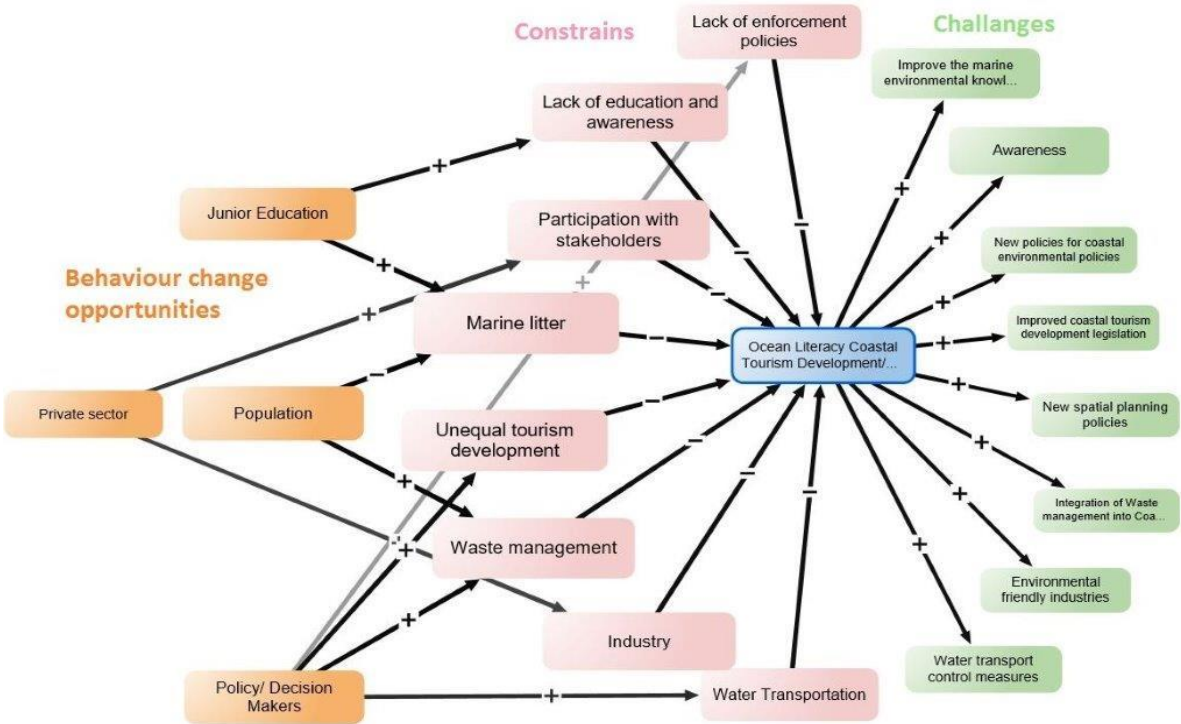 Constrains
Lack of enforcement
policies
Challanges
Improve the marine
environmental knowl...
Lack of education and
awareness
Awareness
Junior Education
Participation with
stakeholders
New policies for coastal
environmental policies
Behaviour change
opportunities
Marine litter
Improved coastal tourism
development legislation
Ocean Literacy Coastal
Tourism Development/...
Private sector
Population
Unequal tourism
development
New spatial planning
policies
Waste management
Integration of Waste
management into Coa...
Environmental
friendly industries
Industry
Policy/ Decision
Makers
Water Transportation
Water transport
control measures